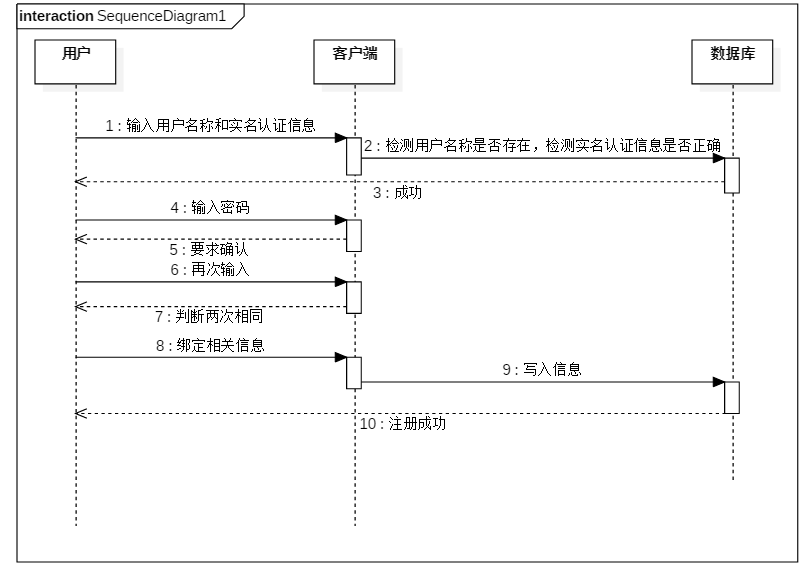 interaction SequenceDiagram1
用户
客户端
数据库
1 : 输入用户名称和实名认证信息
2 : 检测用户名称是否存在，检测实名认证信息是否正确
3 : 成功
4 : 输入密码
5 : 要求确认
6 : 再次输入
7 : 判断两次相同
8 : 绑定相关信息
9 : 写入信息
10 : 注册成功